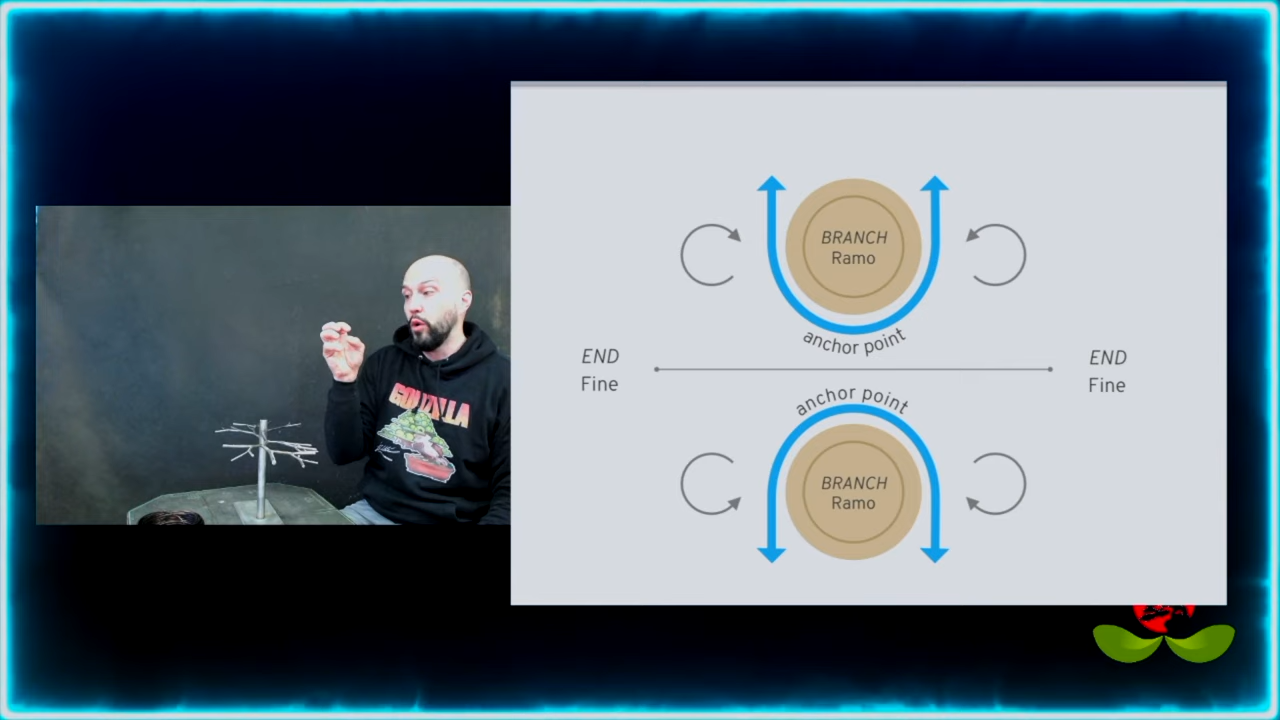 GODZILLA
BRANCH
Ramo
anchor point
END
Fine
END
Fine
anchor point
BRANCH
Ramo